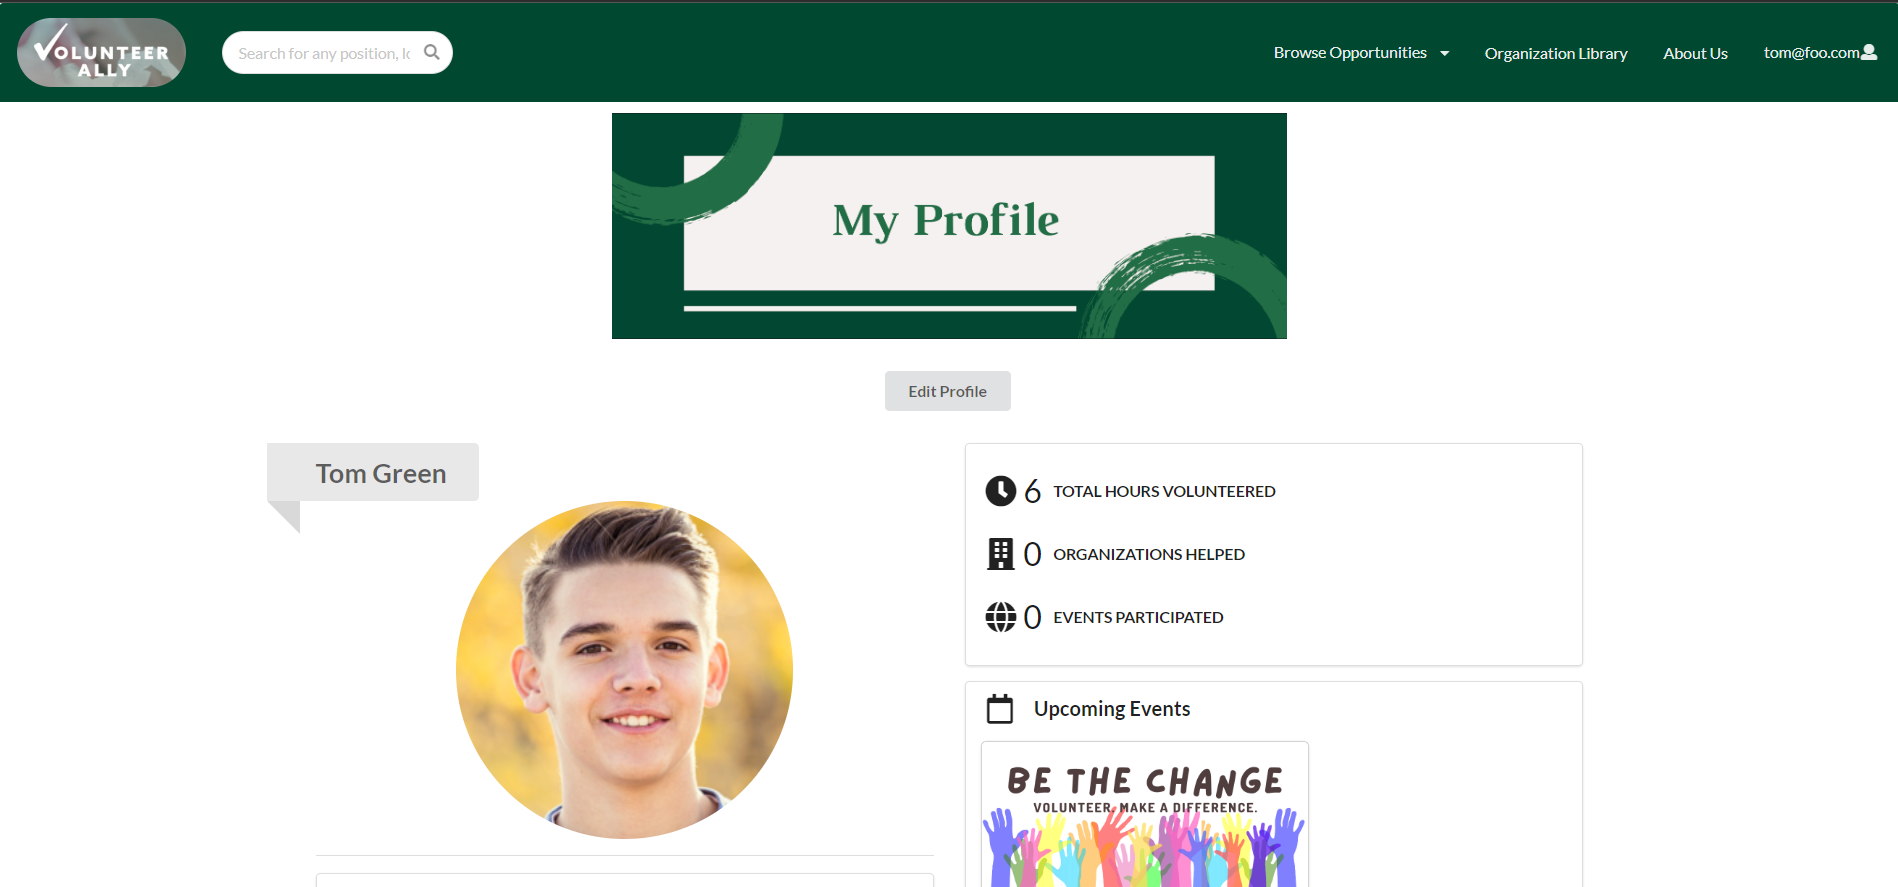 VOLUNTEER
ALLY
Search for any position, lo
Browse Opportunities
Organization Library
About Us
tom@foo.com
My Profile
Edit Profile
Tom Green
6 TOTAL HOURS VOLUNTEERED
0 ORGANIZATIONS HELPED
0 EVENTS PARTICIPATED
Upcoming Events
BE THE CHANGE
VOLUNTEER. MAKE A DIFFERENCE.